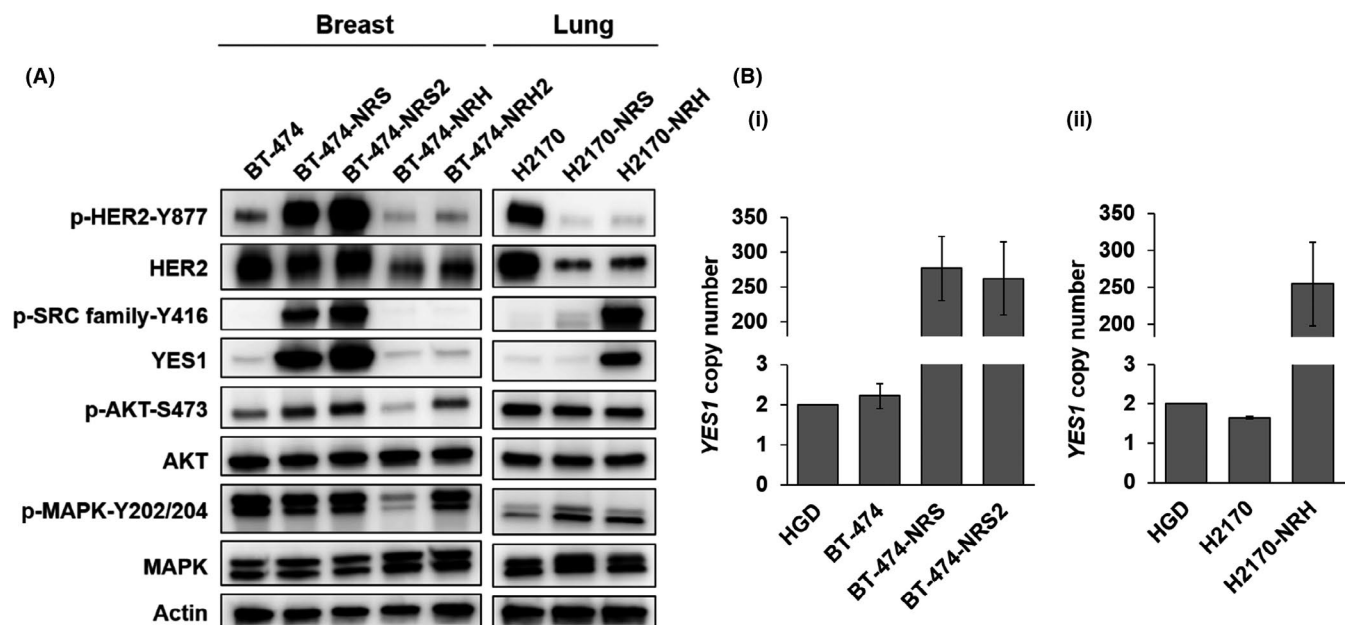 Breast
Lung
(A)
BT-474
BT-474-NRS
BT-474-NRS2
BT-474-NRH
BT-474-NRH2
H2170
H2170-NRS
H2170-NRH
p-HER2-Y877
HER2
p-SRC family-Y416
YES1
p-AKT-S473
AKT
p-MAPK-Y202/204
MAPK
Actin
(B)
(i)
YES1 copy number
350
300
250
200
3
2
1
0
HGD
BT-474
BT-474-NRS
BT-474-NRS2
(ii)
YES1 copy number
350
300
250
200
3
2
1
0
HGD
H2170
H2170-NRH